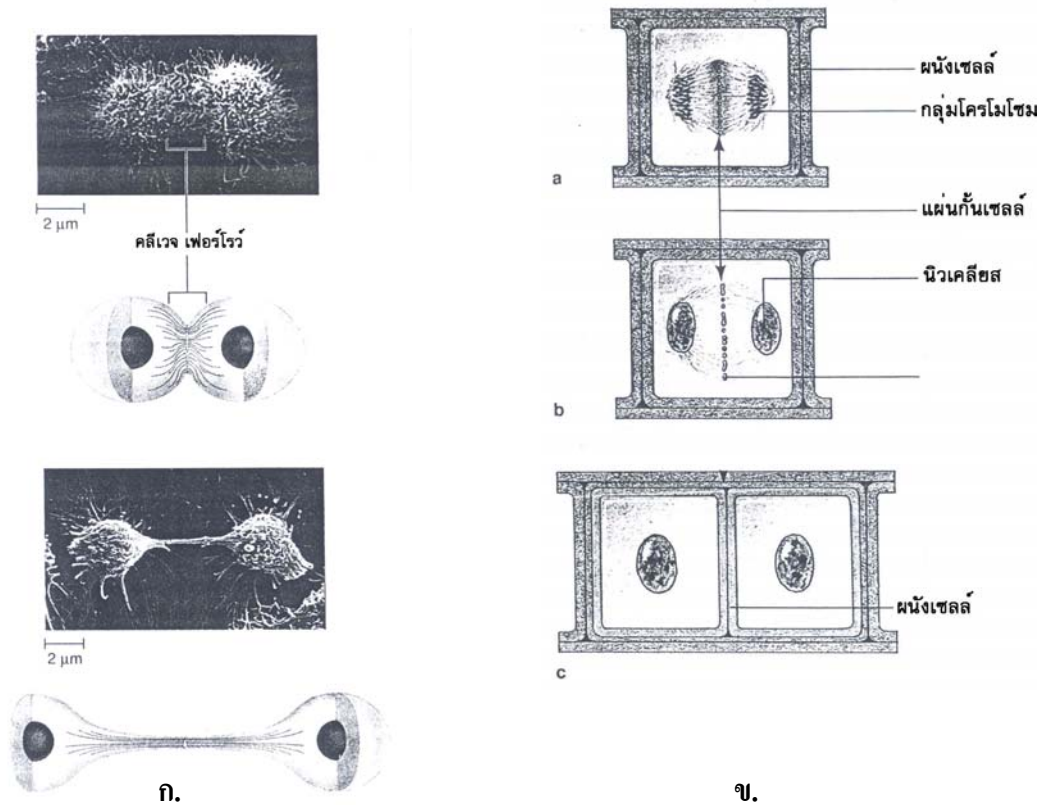 2 μm
คลีเวจ เฟอร์โรว์
2 μm
ก.
ผนังเซลล์
กลุ่มโครโมโซม
a
แผ่นกั้นเซลล์
นิวเคลียส
b
ผนังเซลล์
c
ข.